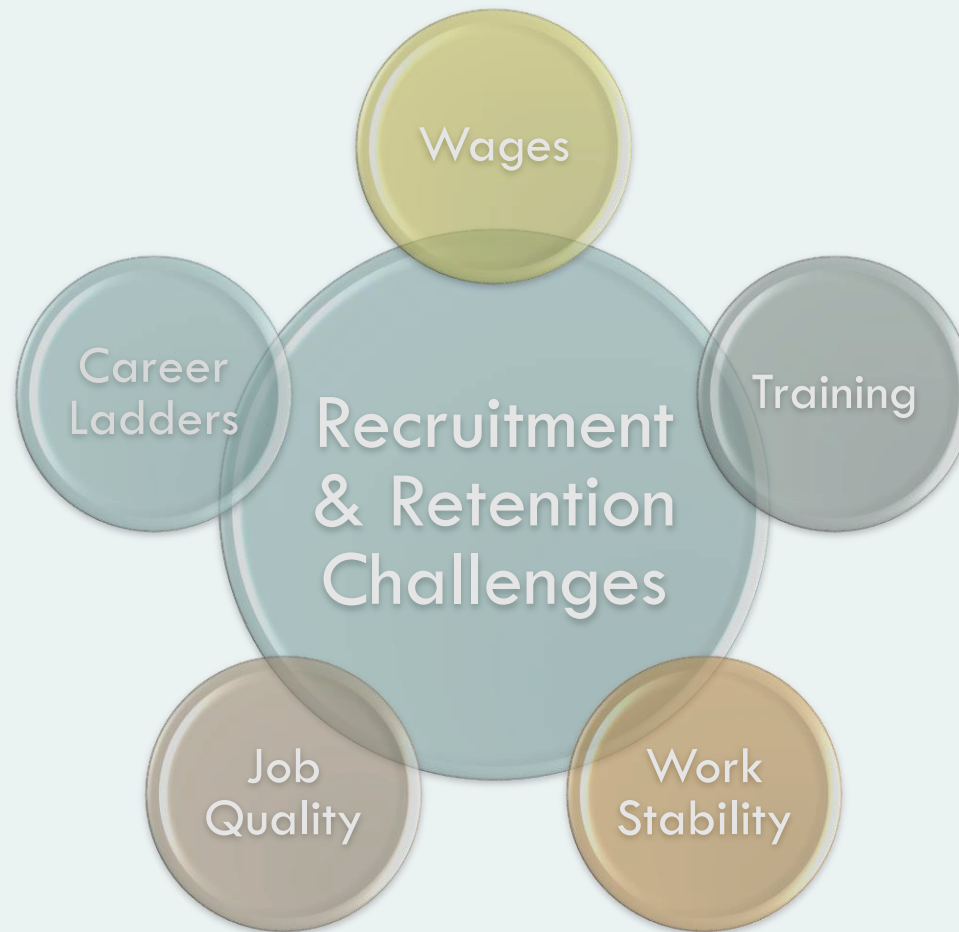 Wages
Career
Ladders
Training
Recruitment
& Retention
Challenges
Job
Quality
Work
Stability